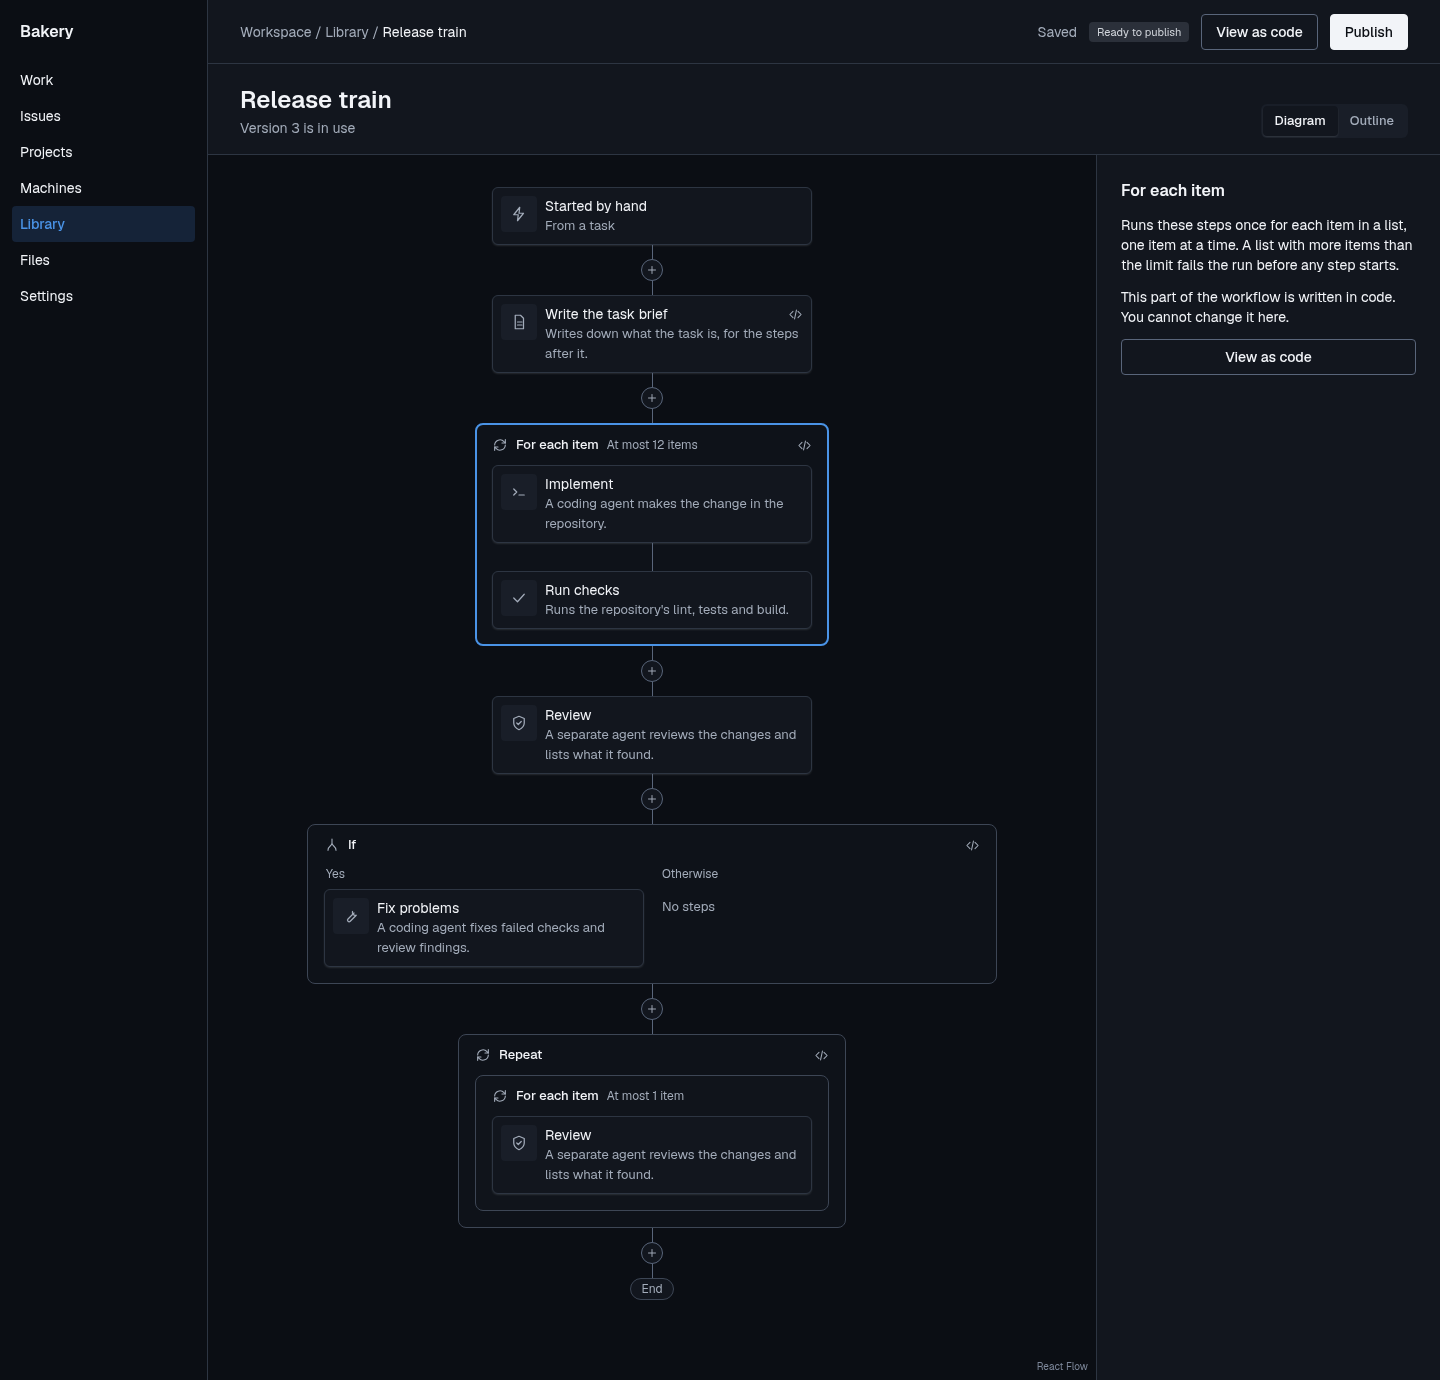 Bakery
Work
Issues
Projects
Machines
Library
Files
Settings
Workspace / Library / Release train
Saved
Ready to publish
View as code
Publish
Release train
Version 3 is in use
Diagram
Outline
Started by hand
From a task
Write the task brief
Writes down what the task is, for the steps
after it.
For each item At most 12 items
Implement
A coding agent makes the change in the
repository.
Run checks
Runs the repository's lint, tests and build.
Review
A separate agent reviews the changes and
lists what it found.
If
Yes
Fix problems
A coding agent fixes failed checks and
review findings.
Otherwise
No steps
Repeat
For each item At most 1 item
Review
A separate agent reviews the changes and
lists what it found.
End
React Flow
For each item
Runs these steps once for each item in a list,
one item at a time. A list with more items than
the limit fails the run before any step starts.
This part of the workflow is written in code.
You cannot change it here.
View as code